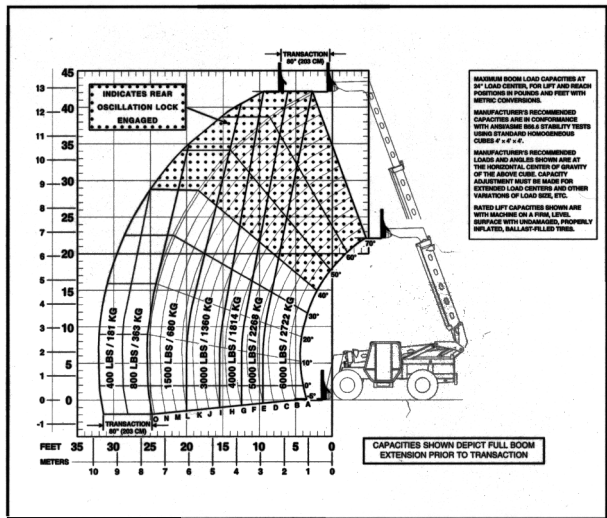 TRANSACTION
80" (203 CM)
INDICATES REAR
OSCILLATION LOCK
ENGAGED
MAXIMUM BOOM LOAD CAPACITIES AT
24" LOAD CENTER, FOR LIFT AND REACH
POSITIONS IN POUNDS AND FEET WITH
METRIC CONVERSIONS.
MANUFACTURER'S RECOMMENDED
CAPACITIES ARE IN CONFORMANCE
WITH ANSI/ASME B56.6 STABILITY TESTS
USING STANDARD HOMOGENEOUS
CUBES 4' x 4' x 4'.
MANUFACTURER'S RECOMMENDED
LOADS AND ANGLES SHOWN ARE AT
THE HORIZONTAL CENTER OF GRAVITY
OF THE ABOVE CUBE. CAPACITY
ADJUSTMENT MUST BE MADE FOR
EXTENDED LOAD CENTERS AND OTHER
VARIATIONS OF LOAD SIZE, ETC.
RATED LIFT CAPACITIES SHOWN ARE
WITH MACHINE ON A FIRM, LEVEL
SURFACE WITH UNDAMAGED, PROPERLY
INFLATED, BALLAST-FILLED TIRES.
45
13
40
12
11
35
10
9
30
8
25
7
6
20
5
15
4
10
3
2
5
1
0
0
-1
70°
60°
50°
40°
30°
20°
10°
0°
-5°
400 LBS / 181 KG
800 LBS / 363 KG
1500 LBS / 680 KG
3000 LBS / 1360 KG
4000 LBS / 1814 KG
5000 LBS / 2268 KG
6000 LBS / 2722 KG
O N M L K J I H G F E D C B A
TRANSACTION
80" (203 CM)
FEET 35 30 25 20 15 10 5 0
METERS 10 9 8 7 6 5 4 3 2 1 0
CAPACITIES SHOWN DEPICT FULL BOOM
EXTENSION PRIOR TO TRANSACTION